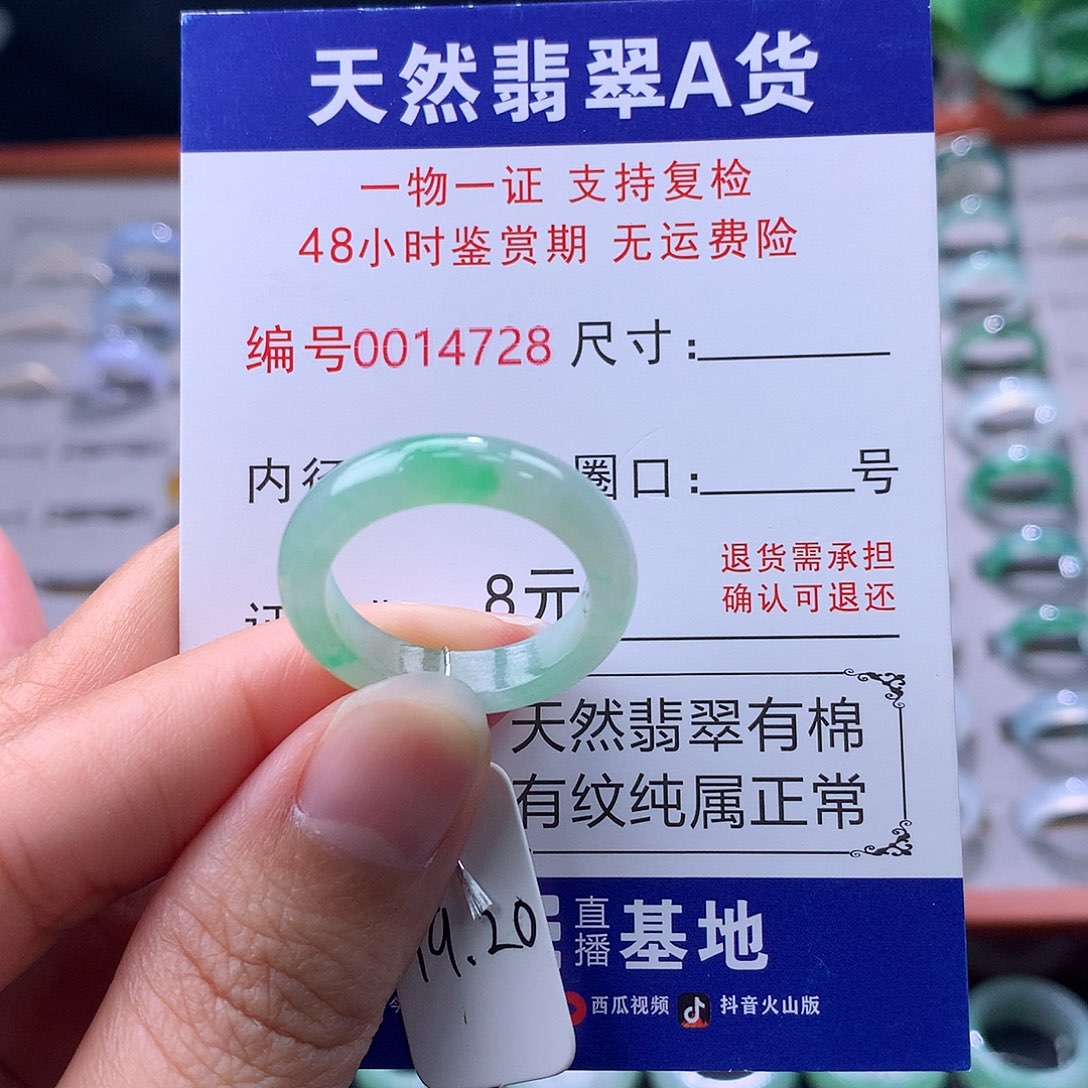 天然翡翠A货
一物一证 支持复检
48小时鉴赏期 无运费险
编号0014728 尺寸:
内径 圈口: 号
退货需承担
8元
确认可退还
天然翡翠有棉
有纹纯属正常
直播基地
19.20
西瓜视频 抖音火山版